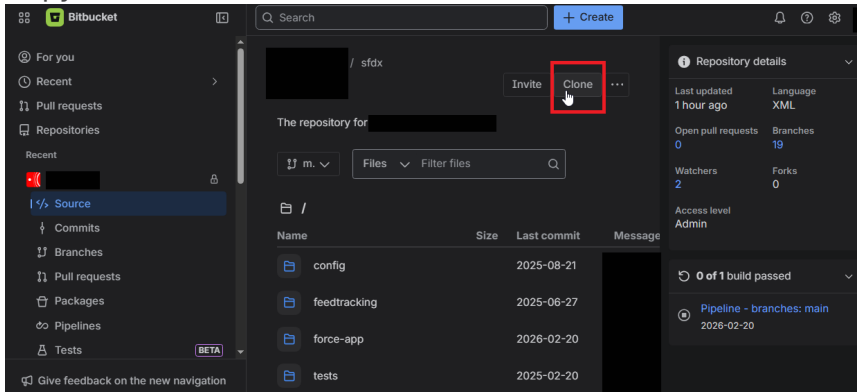 Bitbucket
Search
+ Create
For you
Recent
Pull requests
Repositories
Recent
Source
Commits
Branches
Pull requests
Packages
Pipelines
Tests
BETA
Give feedback on the new navigation
/ sfdx
Invite
Clone
...
The repository for
m.
Files
Filter files
/
Name Size Last commit Message
config 2025-08-21
feedtracking 2025-06-27
force-app 2026-02-20
tests 2025-02-20
Repository details
Last updated Language
1 hour ago XML
Open pull requests Branches
0 19
Watchers Forks
2 0
Access level
Admin
0 of 1 build passed
Pipeline - branches: main
2026-02-20